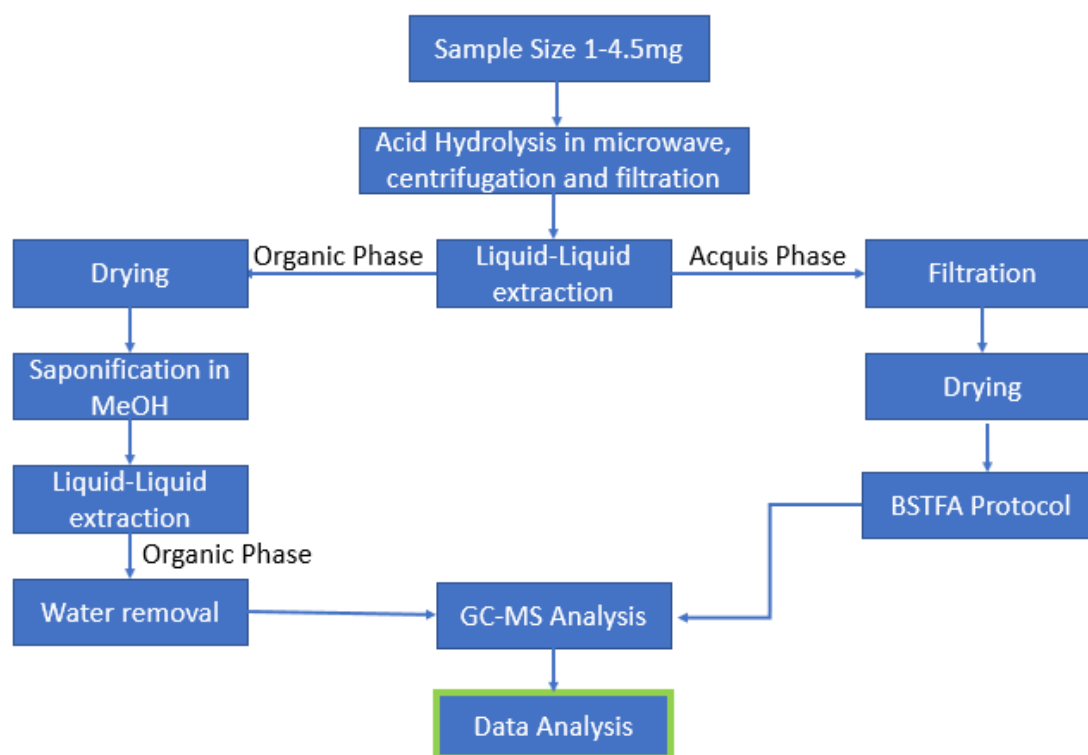 Sample Size 1-4.5mg
Acid Hydrolysis in microwave,
centrifugation and filtration
Organic Phase
Acquis Phase
Drying
Liquid-Liquid
extraction
Filtration
Saponification in
MeOH
Drying
Liquid-Liquid
extraction
BSTFA Protocol
Organic Phase
Water removal
GC-MS Analysis
Data Analysis